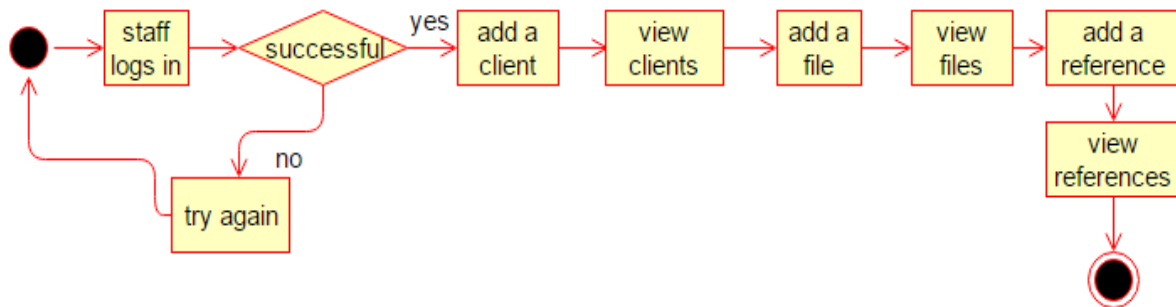 staff
logs in
successful
yes
add a
client
view
clients
add a
file
view
files
add a
reference
view
references
no
try again